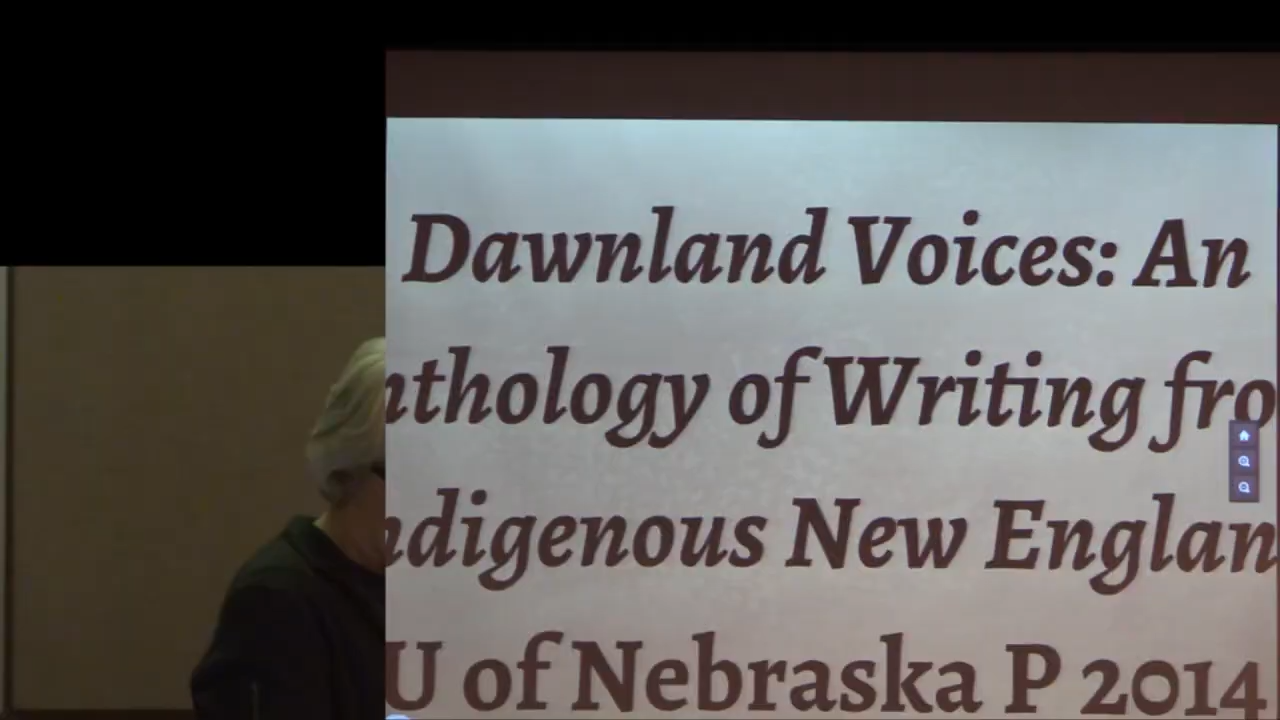 Dawnland Voices: An
nthology of Writing fro
ndigenous New Englan
U of Nebraska P 2014